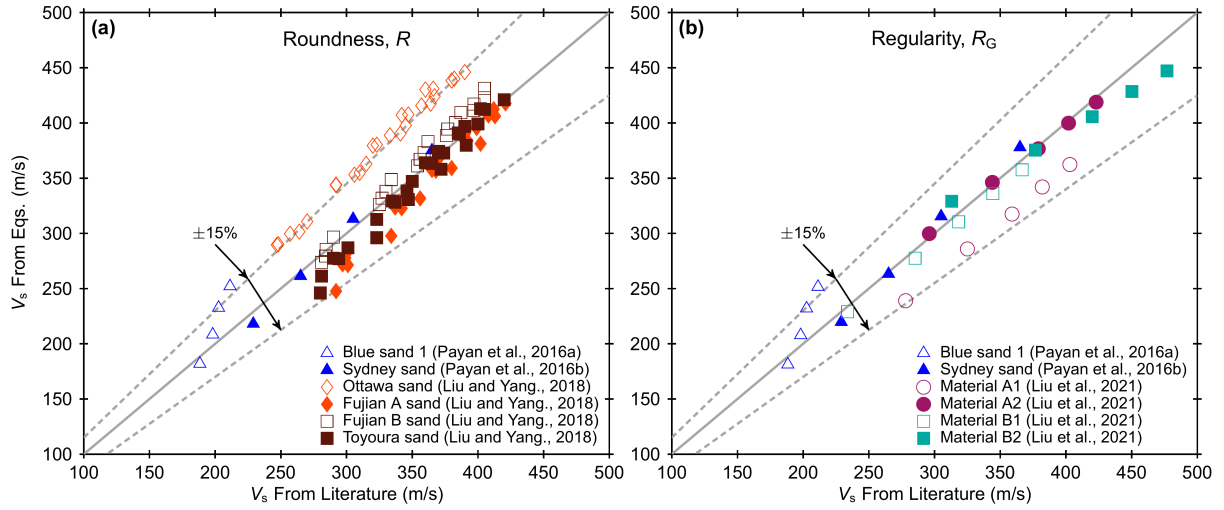 (a)
Roundness, R
500
450
400
350
300
250
200
150
100
Vs From Eqs. (m/s)
±15%
Blue sand 1 (Payan et al., 2016a)
Sydney sand (Payan et al., 2016b)
Ottawa sand (Liu and Yang., 2018)
Fujian A sand (Liu and Yang., 2018)
Fujian B sand (Liu and Yang., 2018)
Toyoura sand (Liu and Yang., 2018)
100 150 200 250 300 350 400 450 500
Vs From Literature (m/s)
(b)
Regularity, RG
500
450
400
350
300
250
200
150
100
Vs From Eqs. (m/s)
±15%
Blue sand 1 (Payan et al., 2016a)
Sydney sand (Payan et al., 2016b)
Material A1 (Liu et al., 2021)
Material A2 (Liu et al., 2021)
Material B1 (Liu et al., 2021)
Material B2 (Liu et al., 2021)
100 150 200 250 300 350 400 450 500
Vs From Literature (m/s)